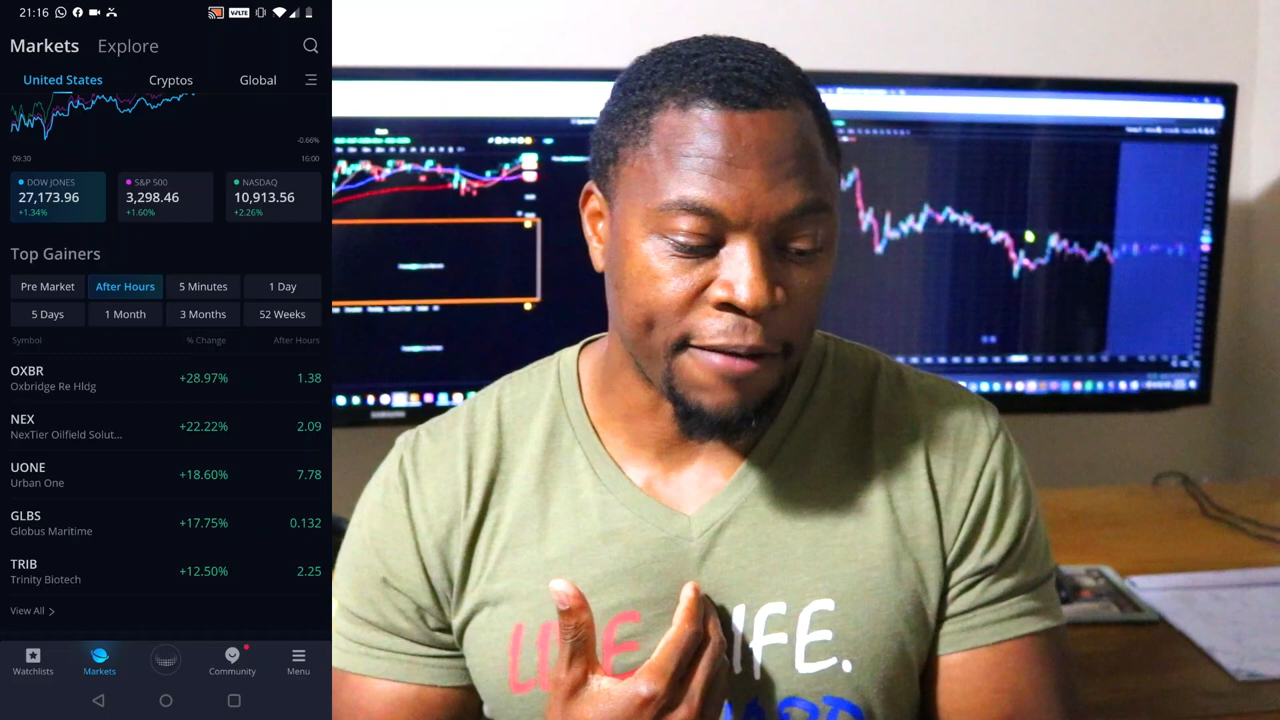 21:16
VoLTE
Markets Explore
United States Cryptos Global
-0.66%
09:30 16:00
DOW JONES S&P 500 NASDAQ
27,173.96 3,298.46 10,913.56
+1.34% +1.60% +2.26%
Top Gainers
Pre Market After Hours 5 Minutes 1 Day
5 Days 1 Month 3 Months 52 Weeks
Symbol % Change After Hours
OXBR +28.97% 1.38
Oxbridge Re Hldg
NEX +22.22% 2.09
NexTier Oilfield Solut...
UONE +18.60% 7.78
Urban One
GLBS +17.75% 0.132
Globus Maritime
TRIB +12.50% 2.25
Trinity Biotech
View All >
Watchlists Markets Community Menu